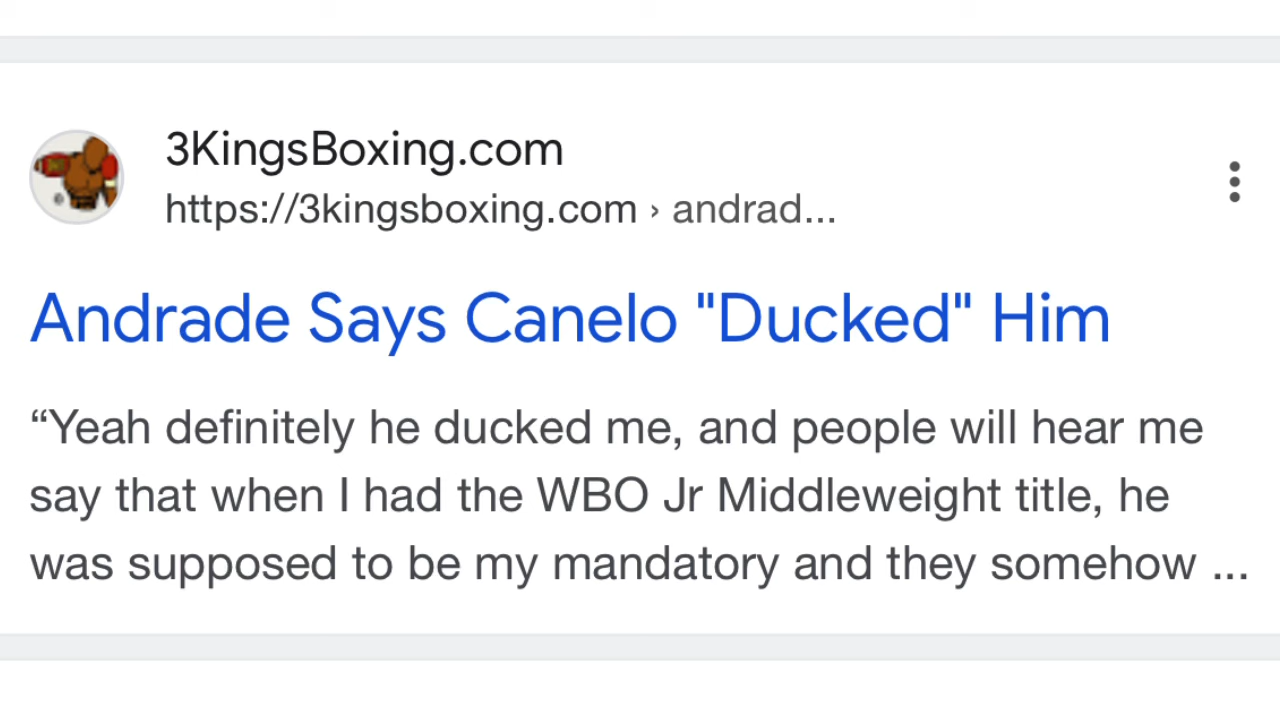 3KingsBoxing.com
https://3kingsboxing.com › andrad...
Andrade Says Canelo "Ducked" Him
“Yeah definitely he ducked me, and people will hear me
say that when I had the WBO Jr Middleweight title, he
was supposed to be my mandatory and they somehow ...